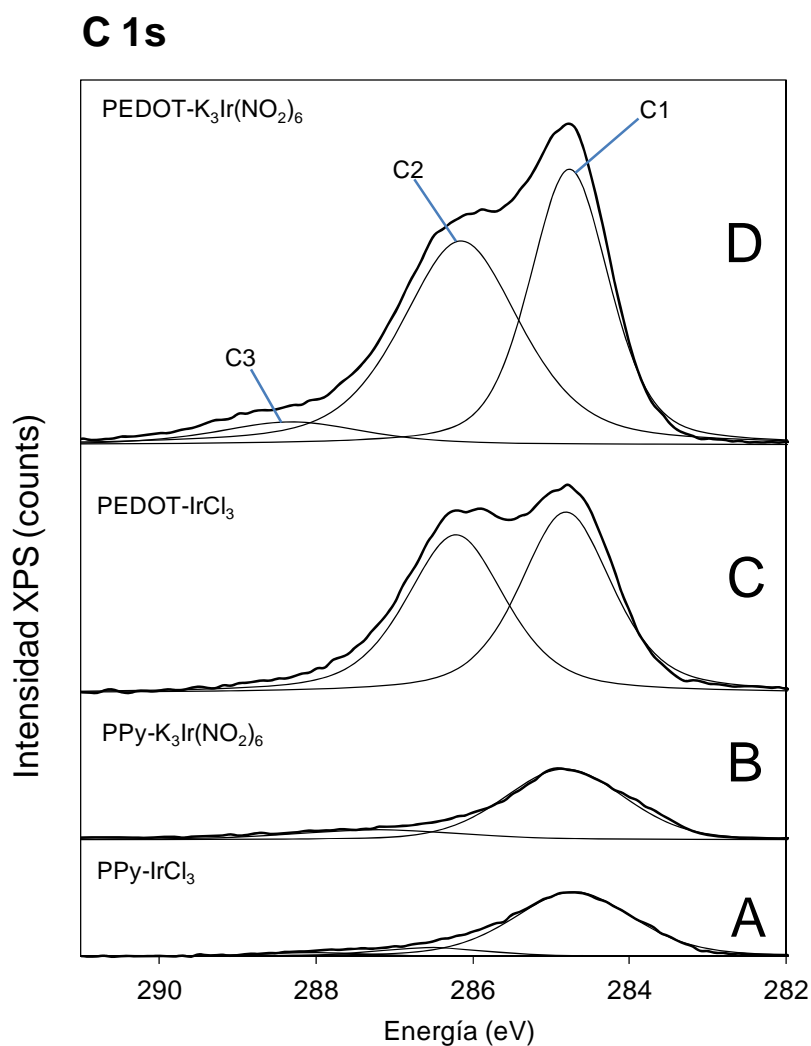 C 1s
PEDOT-K₃Ir(NO₂)₆
C1
C2
D
C3
PEDOT-IrCl₃
C
PPy-K₃Ir(NO₂)₆
B
PPy-IrCl₃
A
Intensidad XPS (counts)
290 288 286 284 282
Energía (eV)